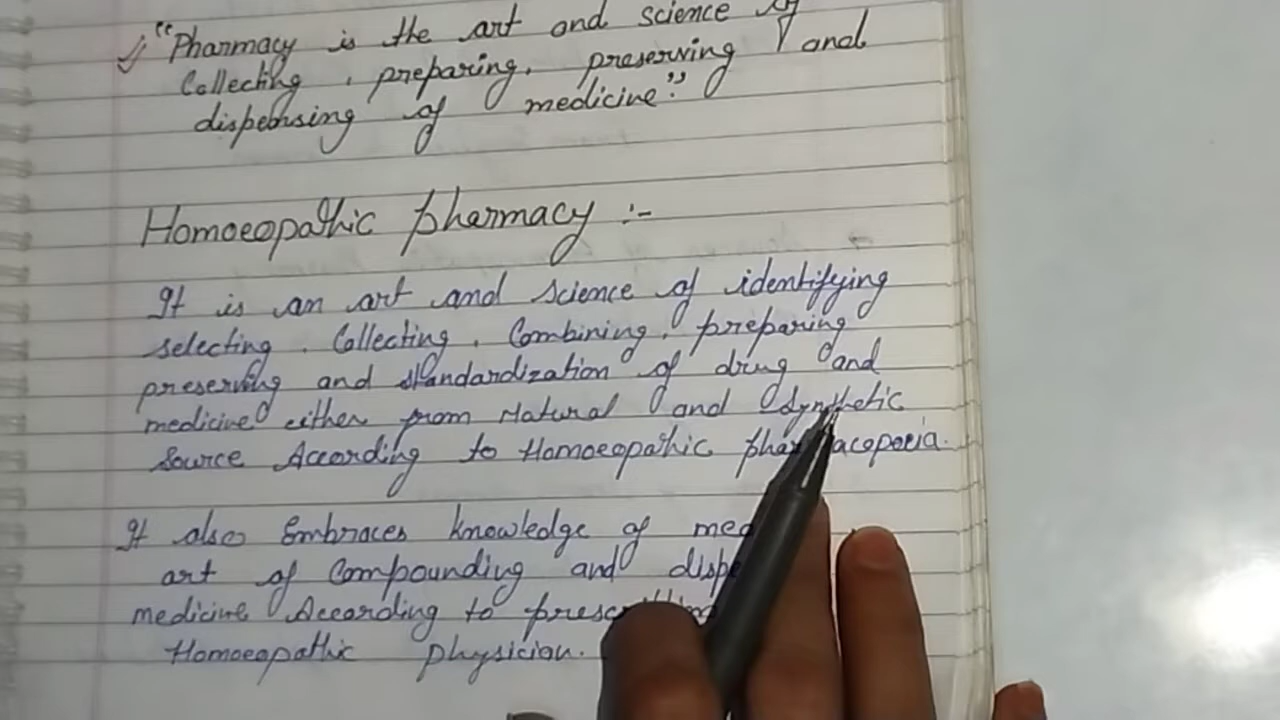 "Pharmacy is the art and science of
Collecting, preparing, preserving and
dispensing of medicine."
Homoeopathic pharmacy :-
It is an art and science of identifying
selecting, Collecting, Combining, preparing
preserving and standardization of drug and
medicine either from Natural and Synthetic
Source According to Homoeopathic pharmacopoeia.
It also Embraces knowledge of
art of Compounding and
medicine According to
Homoeopathic physician.